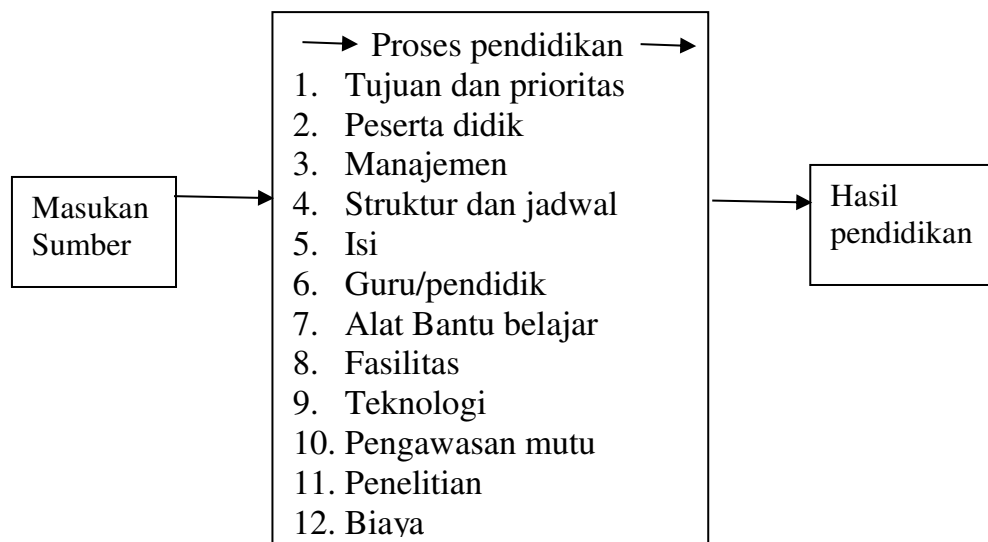 Masukan
Sumber
Proses pendidikan
1. Tujuan dan prioritas
2. Peserta didik
3. Manajemen
4. Struktur dan jadwal
5. Isi
6. Guru/pendidik
7. Alat Bantu belajar
8. Fasilitas
9. Teknologi
10. Pengawasan mutu
11. Penelitian
12. Biaya
Hasil
pendidikan